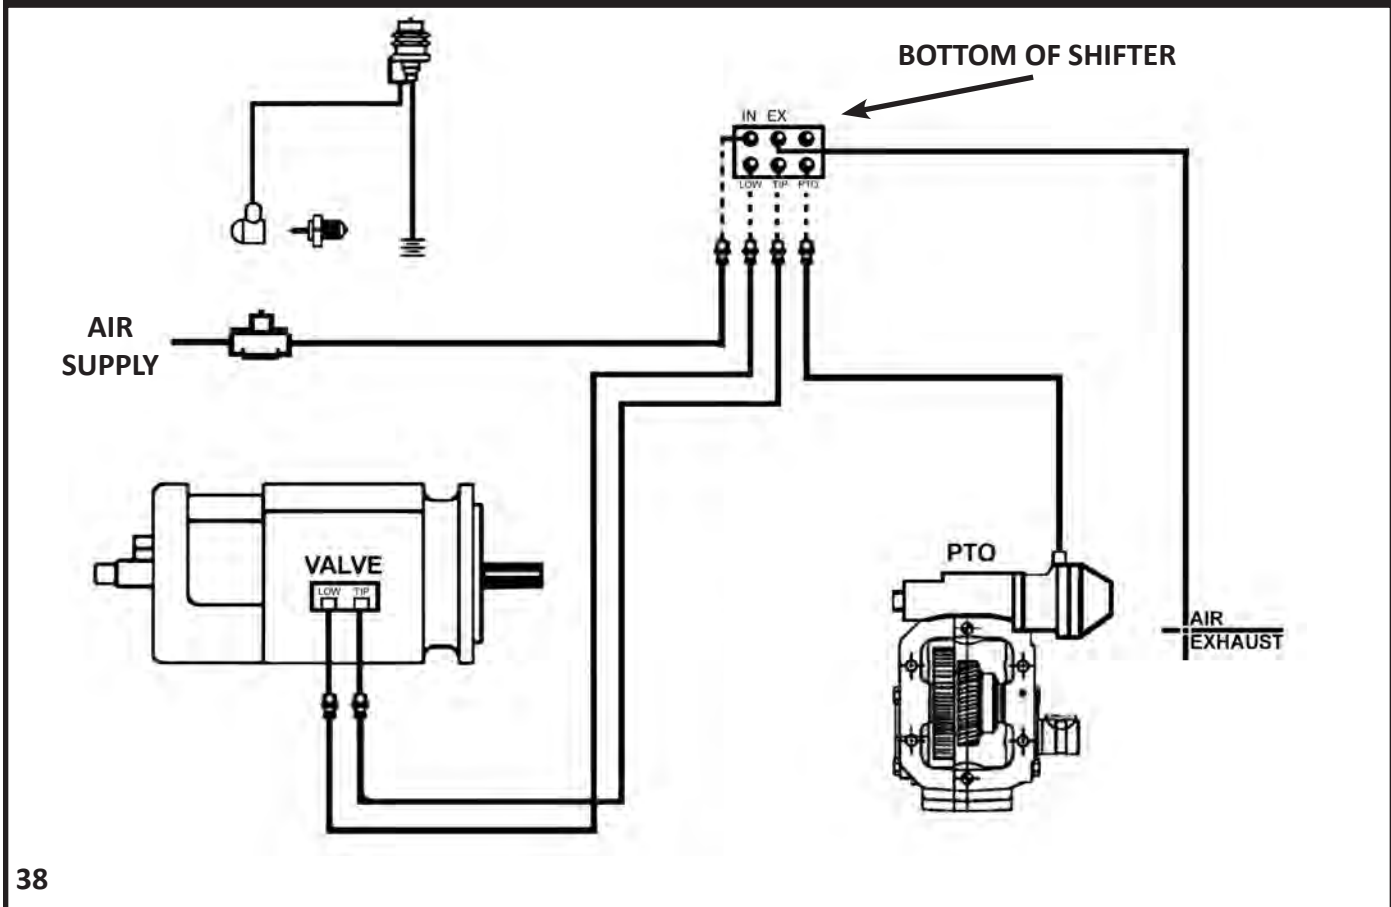 BOTTOM OF SHIFTER
IN EX
LOW TIP PTO
AIR
SUPPLY
VALVE
LOW TIP
PTO
AIR
EXHAUST
38